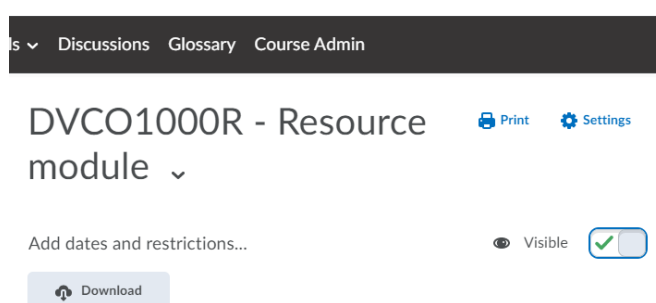 Discussions Glossary Course Admin
DVCO1000R - Resource
module
Print Settings
Add dates and restrictions...
Visible
Download